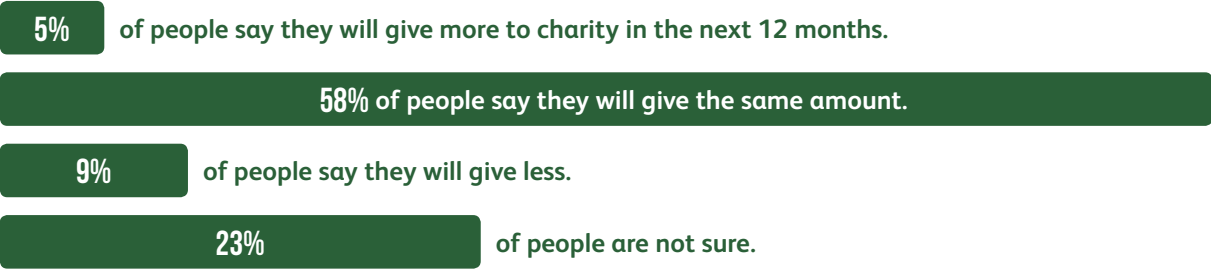 5% of people say they will give more to charity in the next 12 months.
58% of people say they will give the same amount.
9% of people say they will give less.
23% of people are not sure.